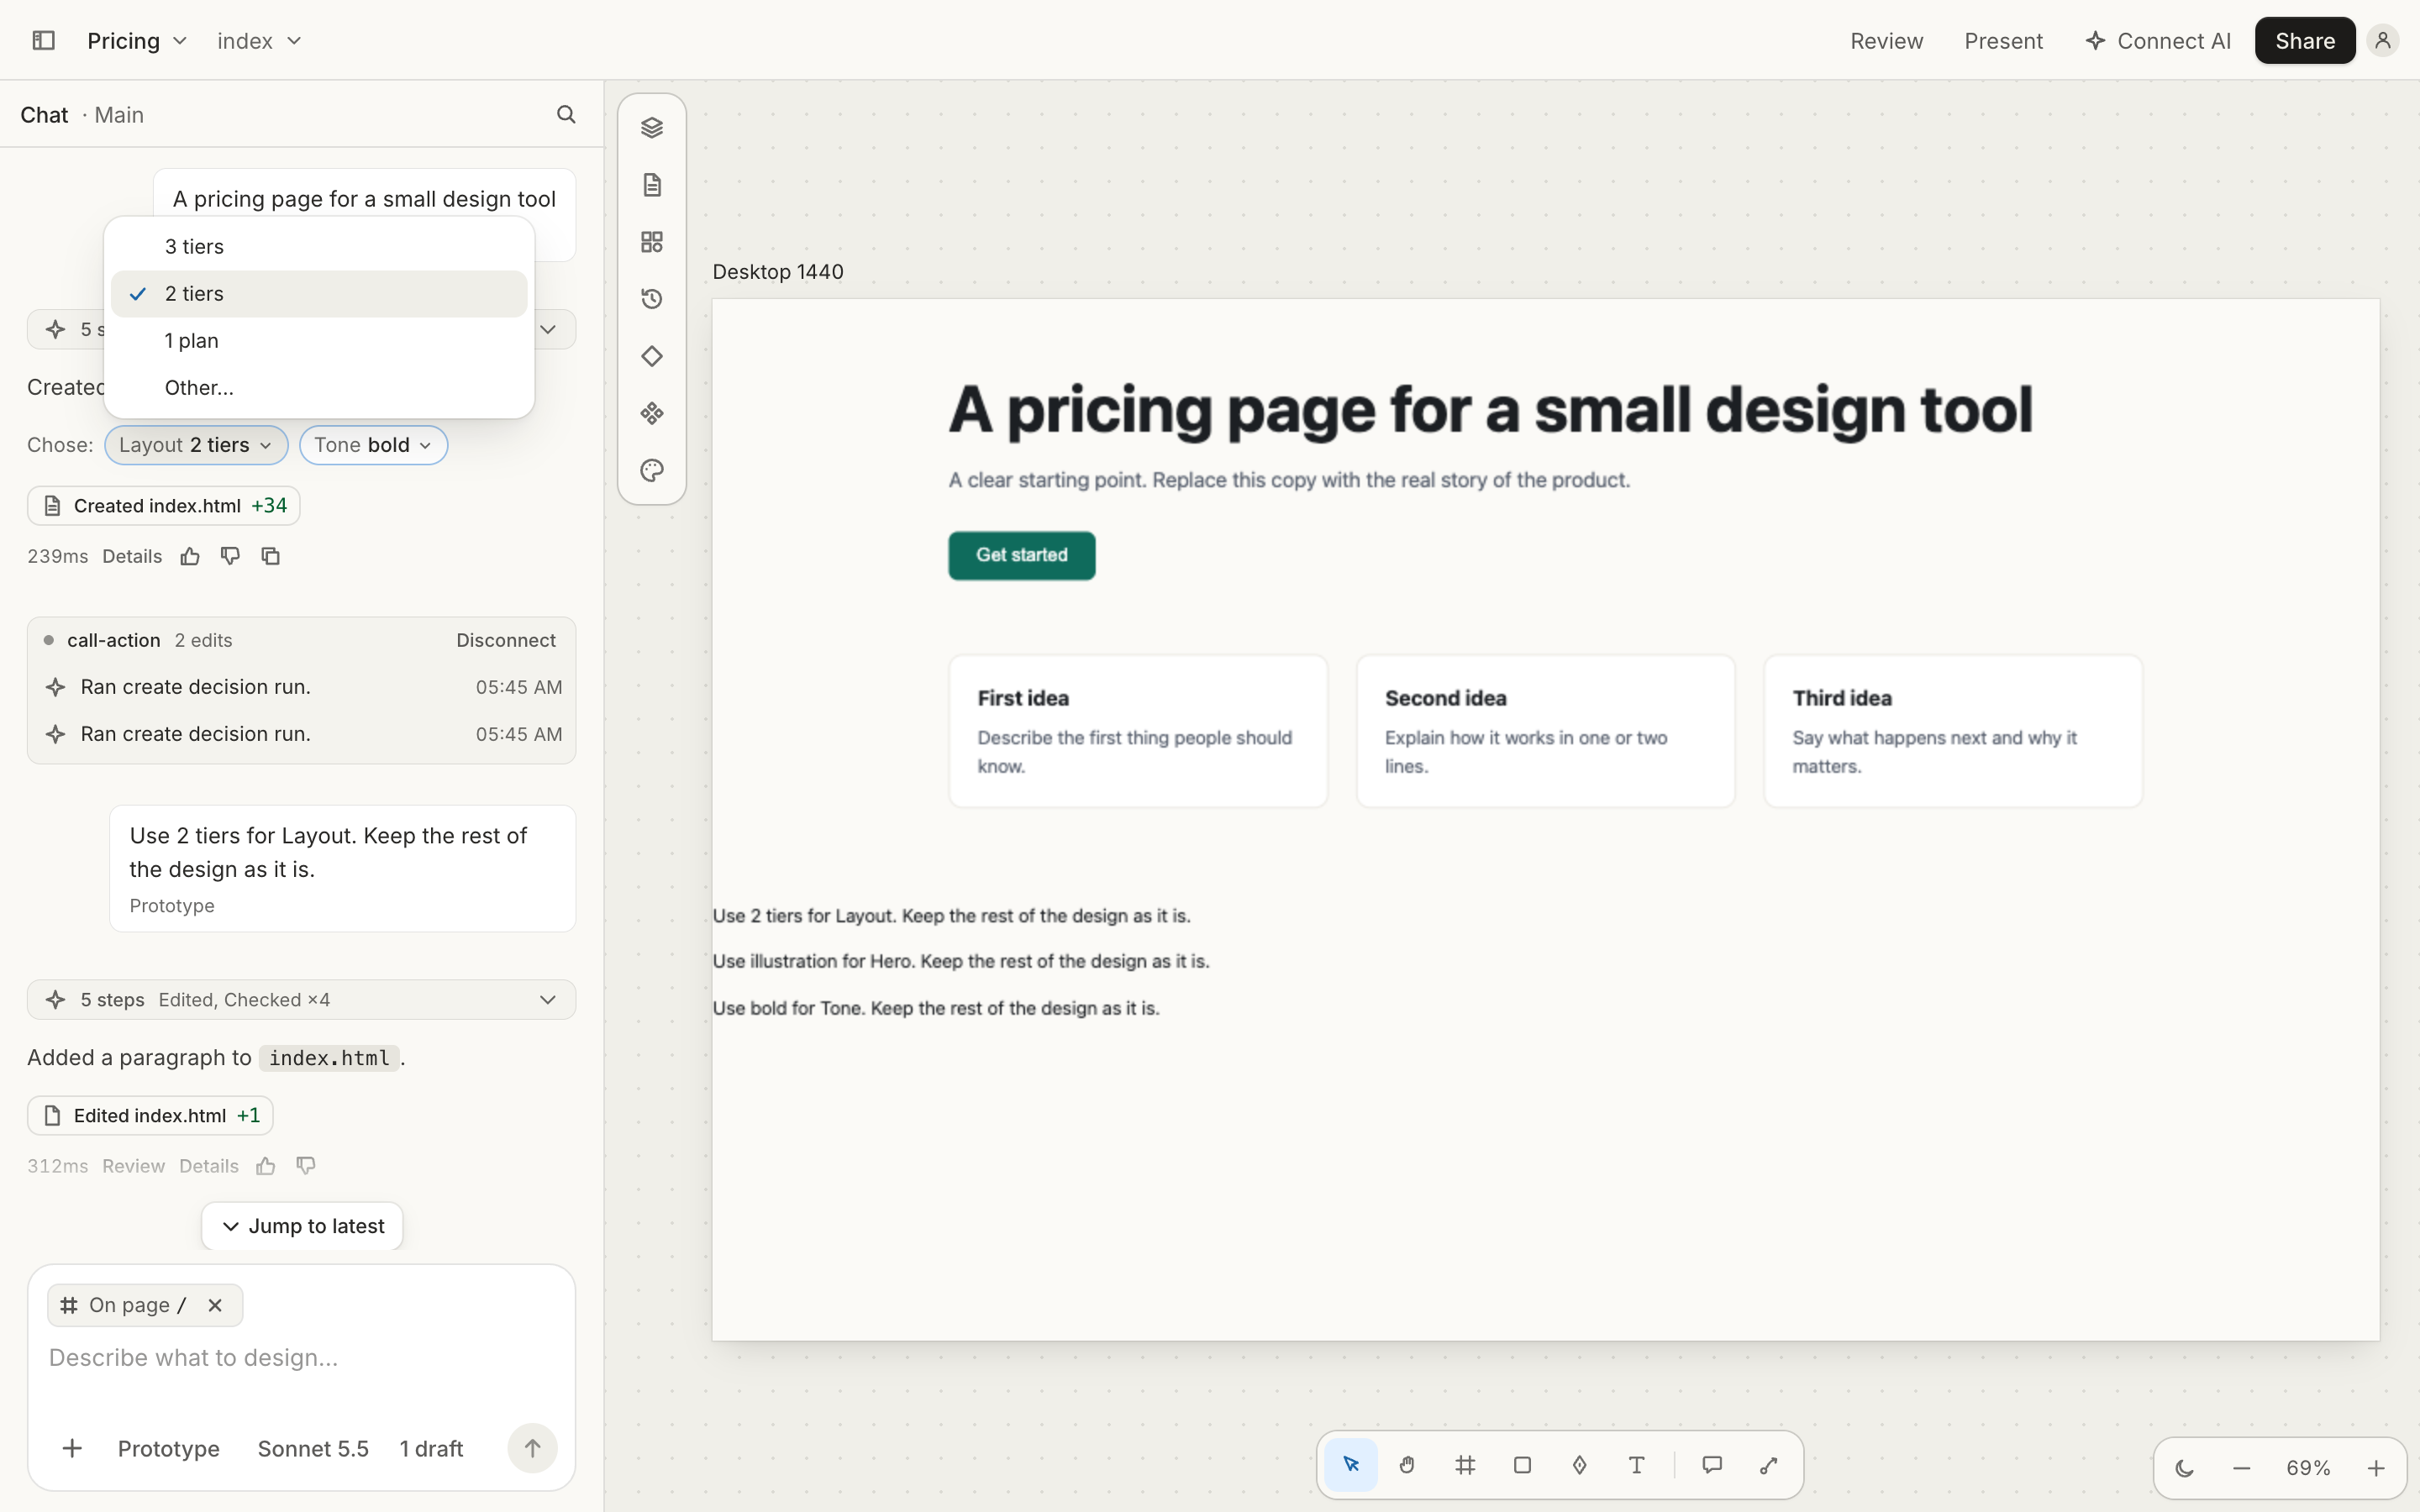 Pricing
index
Review
Present
Connect AI
Share
Chat · Main
A pricing page for a small design tool
3 tiers
2 tiers
1 plan
Other...
5 s
Created
Chose: Layout 2 tiers Tone bold
Created index.html +34
239ms Details
call-action 2 edits Disconnect
Ran create decision run. 05:45 AM
Ran create decision run. 05:45 AM
Use 2 tiers for Layout. Keep the rest of
the design as it is.
Prototype
5 steps Edited, Checked ×4
Added a paragraph to index.html.
Edited index.html +1
312ms Review Details
Jump to latest
On page /
Describe what to design...
Prototype Sonnet 5.5 1 draft
Desktop 1440
A pricing page for a small design tool
A clear starting point. Replace this copy with the real story of the product.
Get started
First idea
Describe the first thing people should
know.
Second idea
Explain how it works in one or two
lines.
Third idea
Say what happens next and why it
matters.
Use 2 tiers for Layout. Keep the rest of the design as it is.
Use illustration for Hero. Keep the rest of the design as it is.
Use bold for Tone. Keep the rest of the design as it is.
69%